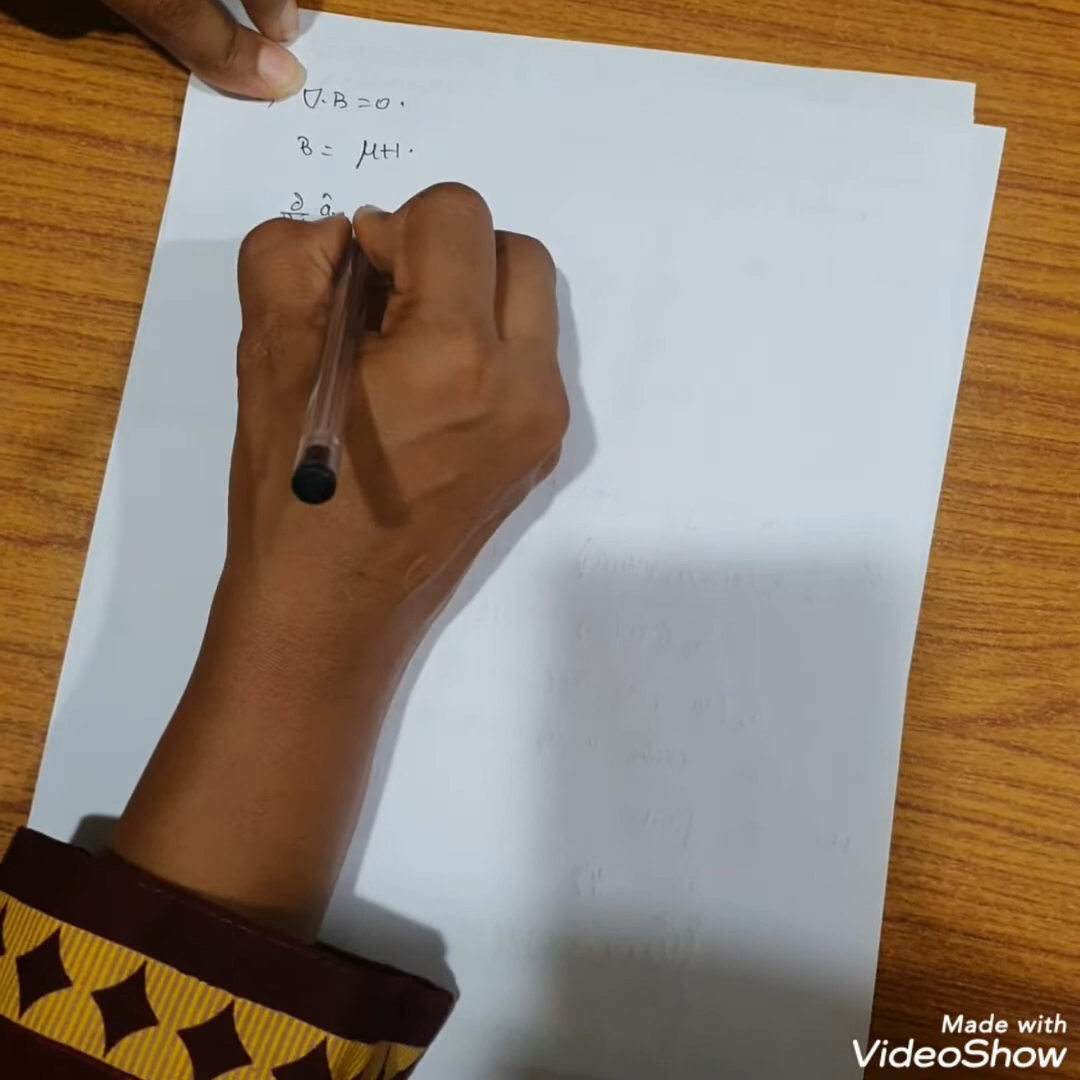 ∇·B = 0.
B = μH.
∂ â
Made with
VideoShow